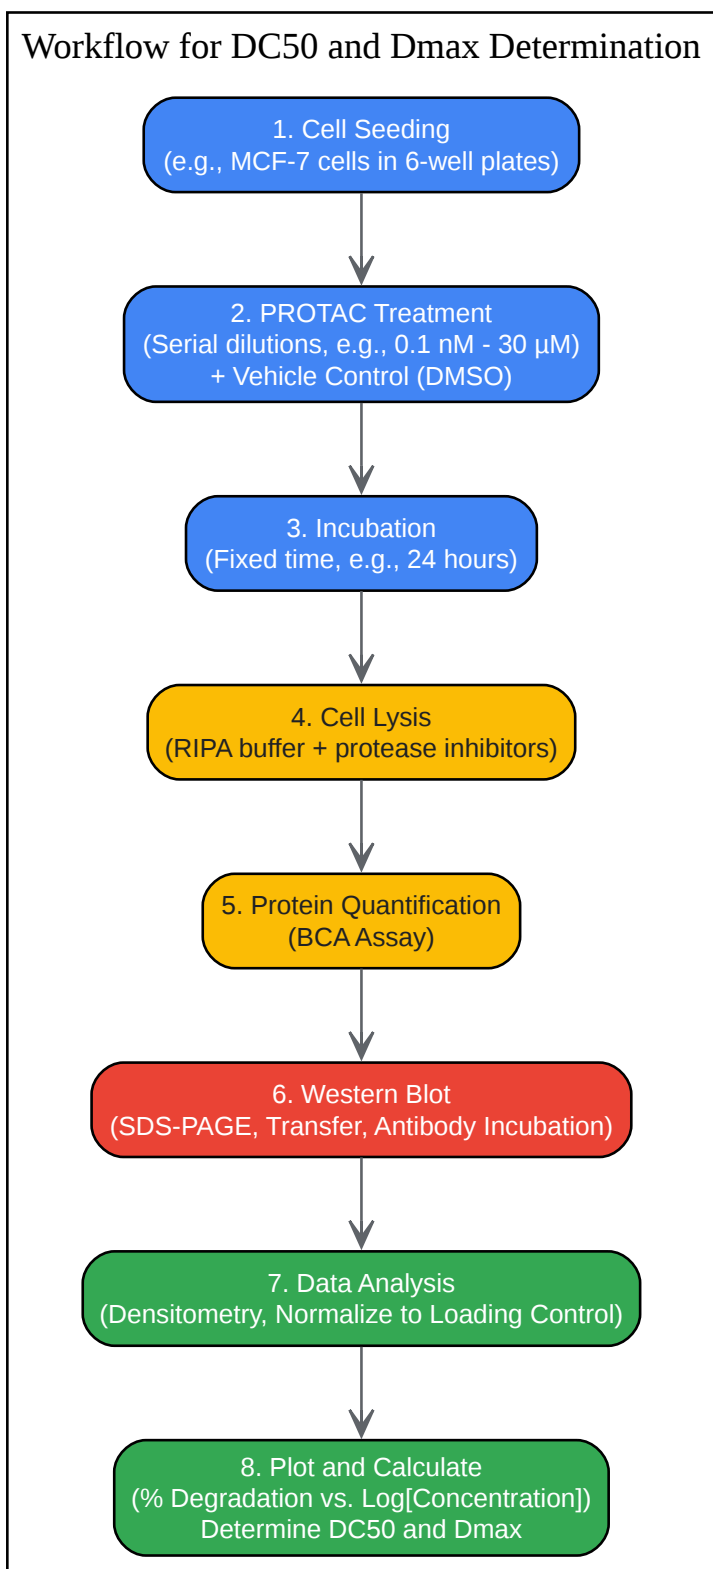 Workflow for DC50 and Dmax Determination
1. Cell Seeding
(e.g., MCF-7 cells in 6-well plates)
2. PROTAC Treatment
(Serial dilutions, e.g., 0.1 nM - 30 µM)
+ Vehicle Control (DMSO)
3. Incubation
(Fixed time, e.g., 24 hours)
4. Cell Lysis
(RIPA buffer + protease inhibitors)
5. Protein Quantification
(BCA Assay)
6. Western Blot
(SDS-PAGE, Transfer, Antibody Incubation)
7. Data Analysis
(Densitometry, Normalize to Loading Control)
8. Plot and Calculate
(% Degradation vs. Log[Concentration])
Determine DC50 and Dmax